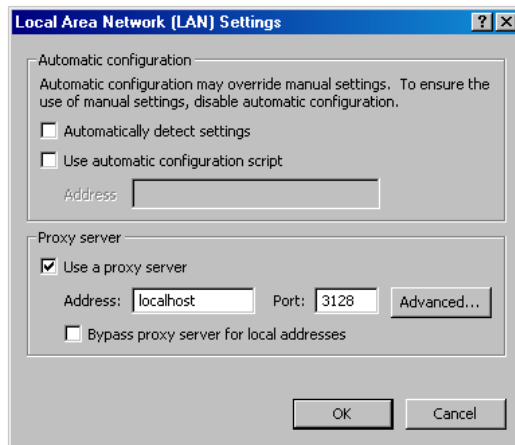 Local Area Network (LAN) Settings
Automatic configuration
Automatic configuration may override manual settings. To ensure the
use of manual settings, disable automatic configuration.
Automatically detect settings
Use automatic configuration script
Address
Proxy server
Use a proxy server
Address: localhost Port: 3128 Advanced...
Bypass proxy server for local addresses
OK Cancel